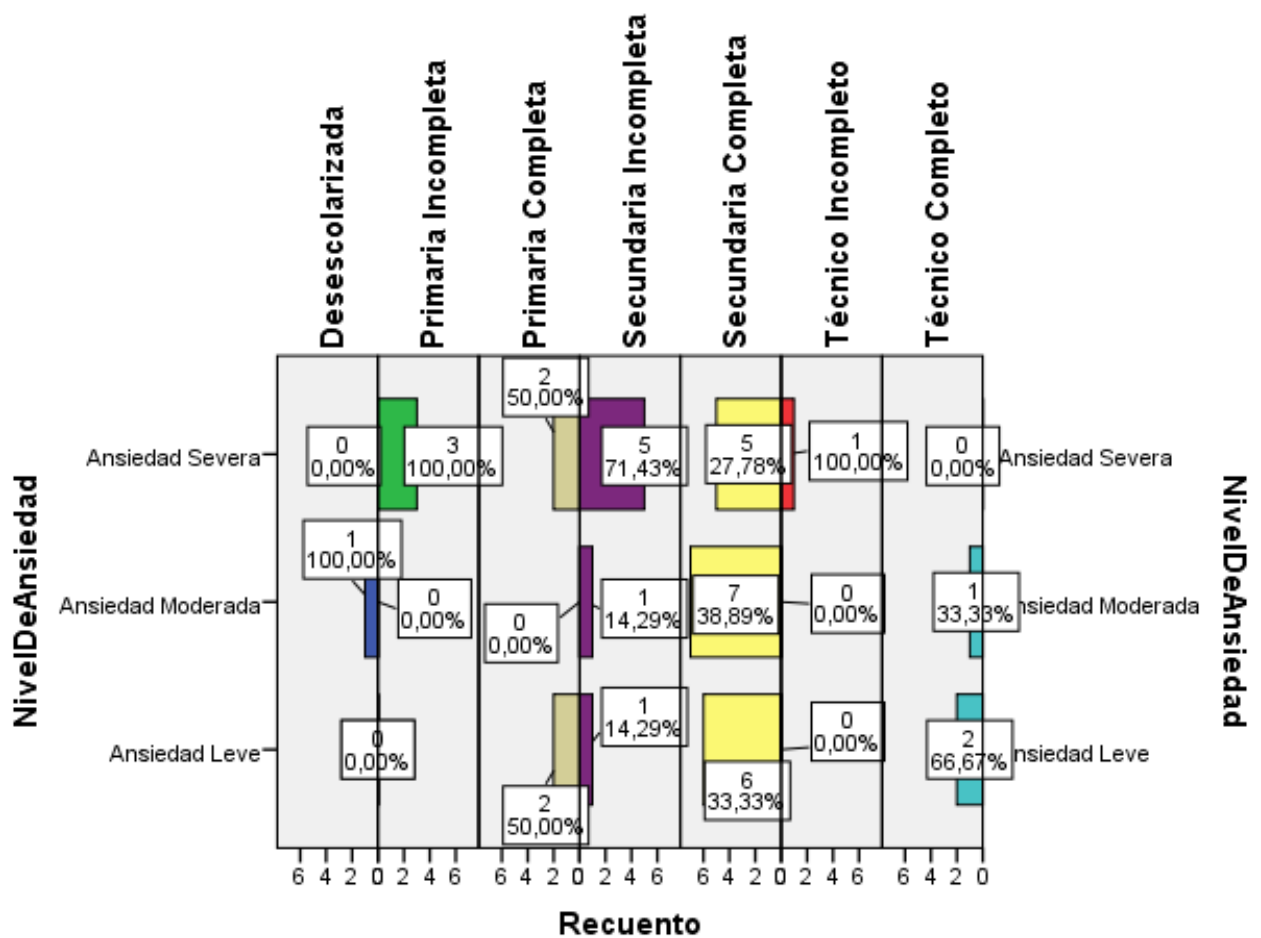 Desescolarizada
Primaria Incompleta
Primaria Completa
Secundaria Incompleta
Secundaria Completa
Técnico Incompleto
Técnico Completo
NivelDeAnsiedad
Ansiedad Severa
0
0,00%
3
100,00%
2
50,00%
5
71,43%
5
27,78%
1
100,00%
0
0,00%
Ansiedad Severa
Ansiedad Moderada
1
100,00%
0
0,00%
0
0,00%
1
14,29%
7
38,89%
0
0,00%
1
33,33%
nsiedad Moderada
Ansiedad Leve
0
0,00%
2
50,00%
1
14,29%
6
33,33%
0
0,00%
2
66,67%
nsiedad Leve
NivelDeAnsiedad
6 4 2 0 2 4 6 6 4 2 0 2 4 6 6 4 2 0 2 4 6 6 4 2 0
Recuento